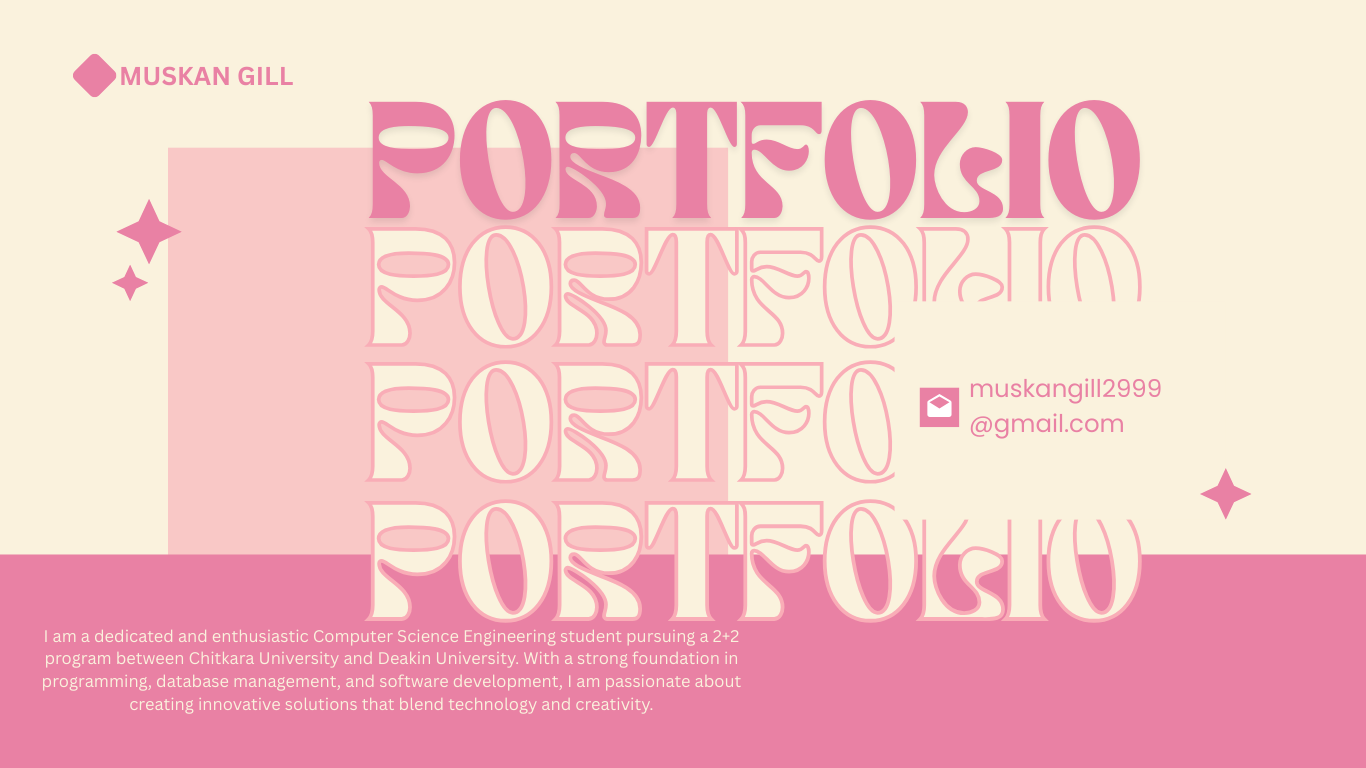 MUSKAN GILL
PORTFOLIO
PORTFOLIO
PORTFO
muskangill2999
@gmail.com
PORTFOLIO
I am a dedicated and enthusiastic Computer Science Engineering student pursuing a 2+2
program between Chitkara University and Deakin University. With a strong foundation in
programming, database management, and software development, I am passionate about
creating innovative solutions that blend technology and creativity.